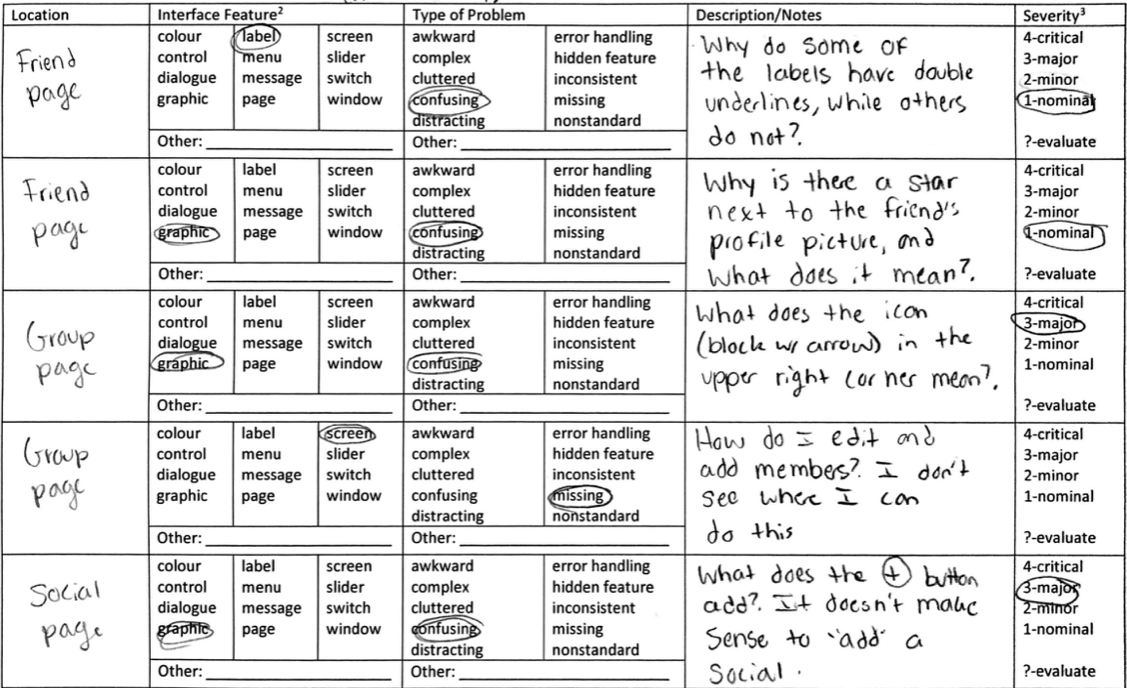 Location Interface Feature² Type of Problem Description/Notes Severity³
Friend page
colour label screen awkward error handling
control menu slider complex hidden feature
dialogue message switch cluttered inconsistent
graphic page window confusing missing
distracting nonstandard
Other: Other:
Why do some of
the labels have double
underlines, while others
do not?
4-critical
3-major
2-minor
1-nominal
?-evaluate
Friend page
colour label screen awkward error handling
control menu slider complex hidden feature
dialogue message switch cluttered inconsistent
graphic page window confusing missing
distracting nonstandard
Other: Other:
Why is there a star
next to the friend's
profile picture, and
what does it mean?
4-critical
3-major
2-minor
1-nominal
?-evaluate
Group page
colour label screen awkward error handling
control menu slider complex hidden feature
dialogue message switch cluttered inconsistent
graphic page window confusing missing
distracting nonstandard
Other: Other:
What does the icon
(block w/ arrow) in the
upper right corner mean?
4-critical
3-major
2-minor
1-nominal
?-evaluate
Group page
colour label screen awkward error handling
control menu slider complex hidden feature
dialogue message switch cluttered inconsistent
graphic page window confusing missing
distracting nonstandard
Other: Other:
How do I edit and
add members? I don't
see where I can
do this
4-critical
3-major
2-minor
1-nominal
?-evaluate
Social page
colour label screen awkward error handling
control menu slider complex hidden feature
dialogue message switch cluttered inconsistent
graphic page window confusing missing
distracting nonstandard
Other: Other:
What does the + button
add? It doesn't make
sense to "add" a
social.
4-critical
3-major
2-minor
1-nominal
?-evaluate